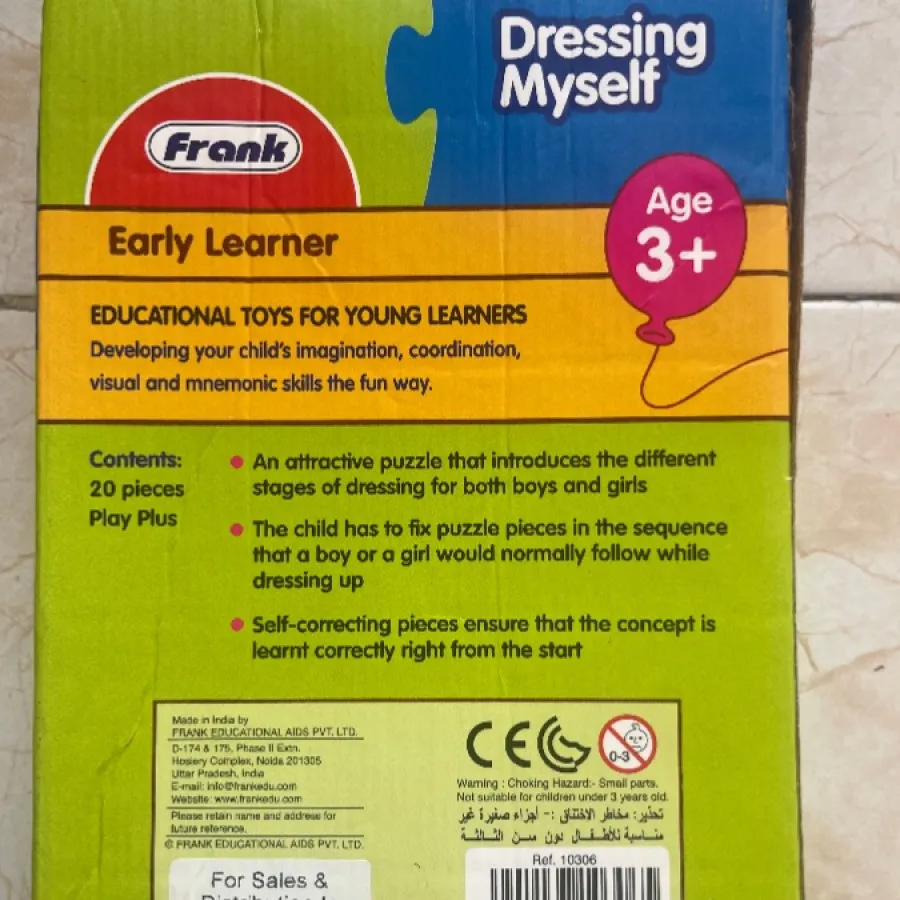 Dressing
Myself
Frank
Age
3+
Early Learner
EDUCATIONAL TOYS FOR YOUNG LEARNERS
Developing your child's imagination, coordination,
visual and mnemonic skills the fun way.
Contents:
20 pieces
Play Plus
An attractive puzzle that introduces the different
stages of dressing for both boys and girls
The child has to fix puzzle pieces in the sequence
that a boy or a girl would normally follow while
dressing up
Self-correcting pieces ensure that the concept is
learnt correctly right from the start
Made in India by
FRANK EDUCATIONAL AIDS PVT. LTD.
D-174 & 175, Phase II Extn.
Hosiery Complex, Noida 201305
Uttar Pradesh, India
E-mail: info@frankedu.com
Website: www.frankedu.com
Please retain name and address for
future reference.
© FRANK EDUCATIONAL AIDS PVT. LTD.
For Sales &
CE
0-3
Warning : Choking Hazard:- Small parts.
Not suitable for children under 3 years old.
تحذير: مخاطر الاختناق :- أجزاء صغيرة غير
مناسبة للأطفال دون سن الثالثة
Ref. 10306